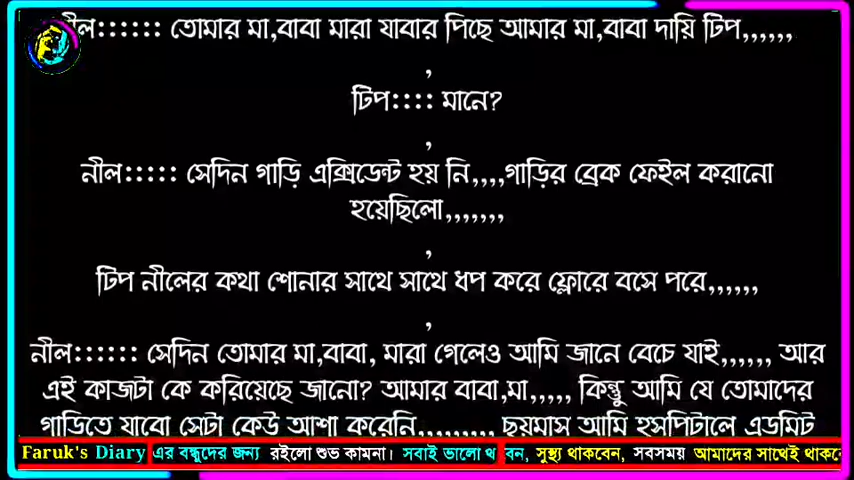 নীল:::::: তোমার মা,বাবা মারা যাবার পিছে আমার মা,বাবা দায়ি টিপ,,,,,,
,
টিপ:::: মানে?
,
নীল::::: সেদিন গাড়ি এক্সিডেন্ট হয় নি,,,,গাড়ির ব্রেক ফেইল করানো
হয়েছিলো,,,,,,,
,
টিপ নীলের কথা শোনার সাথে সাথে ধপ করে ফ্লোরে বসে পরে,,,,,,
,
নীল:::::: সেদিন তোমার মা,বাবা, মারা গেলেও আমি জানে বেচে যাই,,,,,, আর
এই কাজটা কে করিয়েছে জানো? আমার বাবা,মা,,,,, কিন্তু আমি যে তোমাদের
গাড়িতে যাবো সেটা কেউ আশা করেনি,,,,,,,,, ছয়মাস আমি হসপিটালে এডমিট
Faruk's Diary এর বন্ধুদের জন্য রইলো শুভ কামনা। সবাই ভালো থ বেন, সুস্থ্য থাকবেন, সবসময় আমাদের সাথেই থাকবে